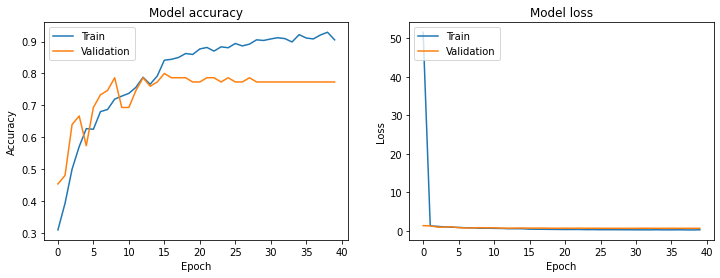 Model accuracy
Train
Validation
Accuracy
0.9
0.8
0.7
0.6
0.5
0.4
0.3
0 5 10 15 20 25 30 35 40
Epoch
Model loss
Train
Validation
Loss
50
40
30
20
10
0
0 5 10 15 20 25 30 35 40
Epoch